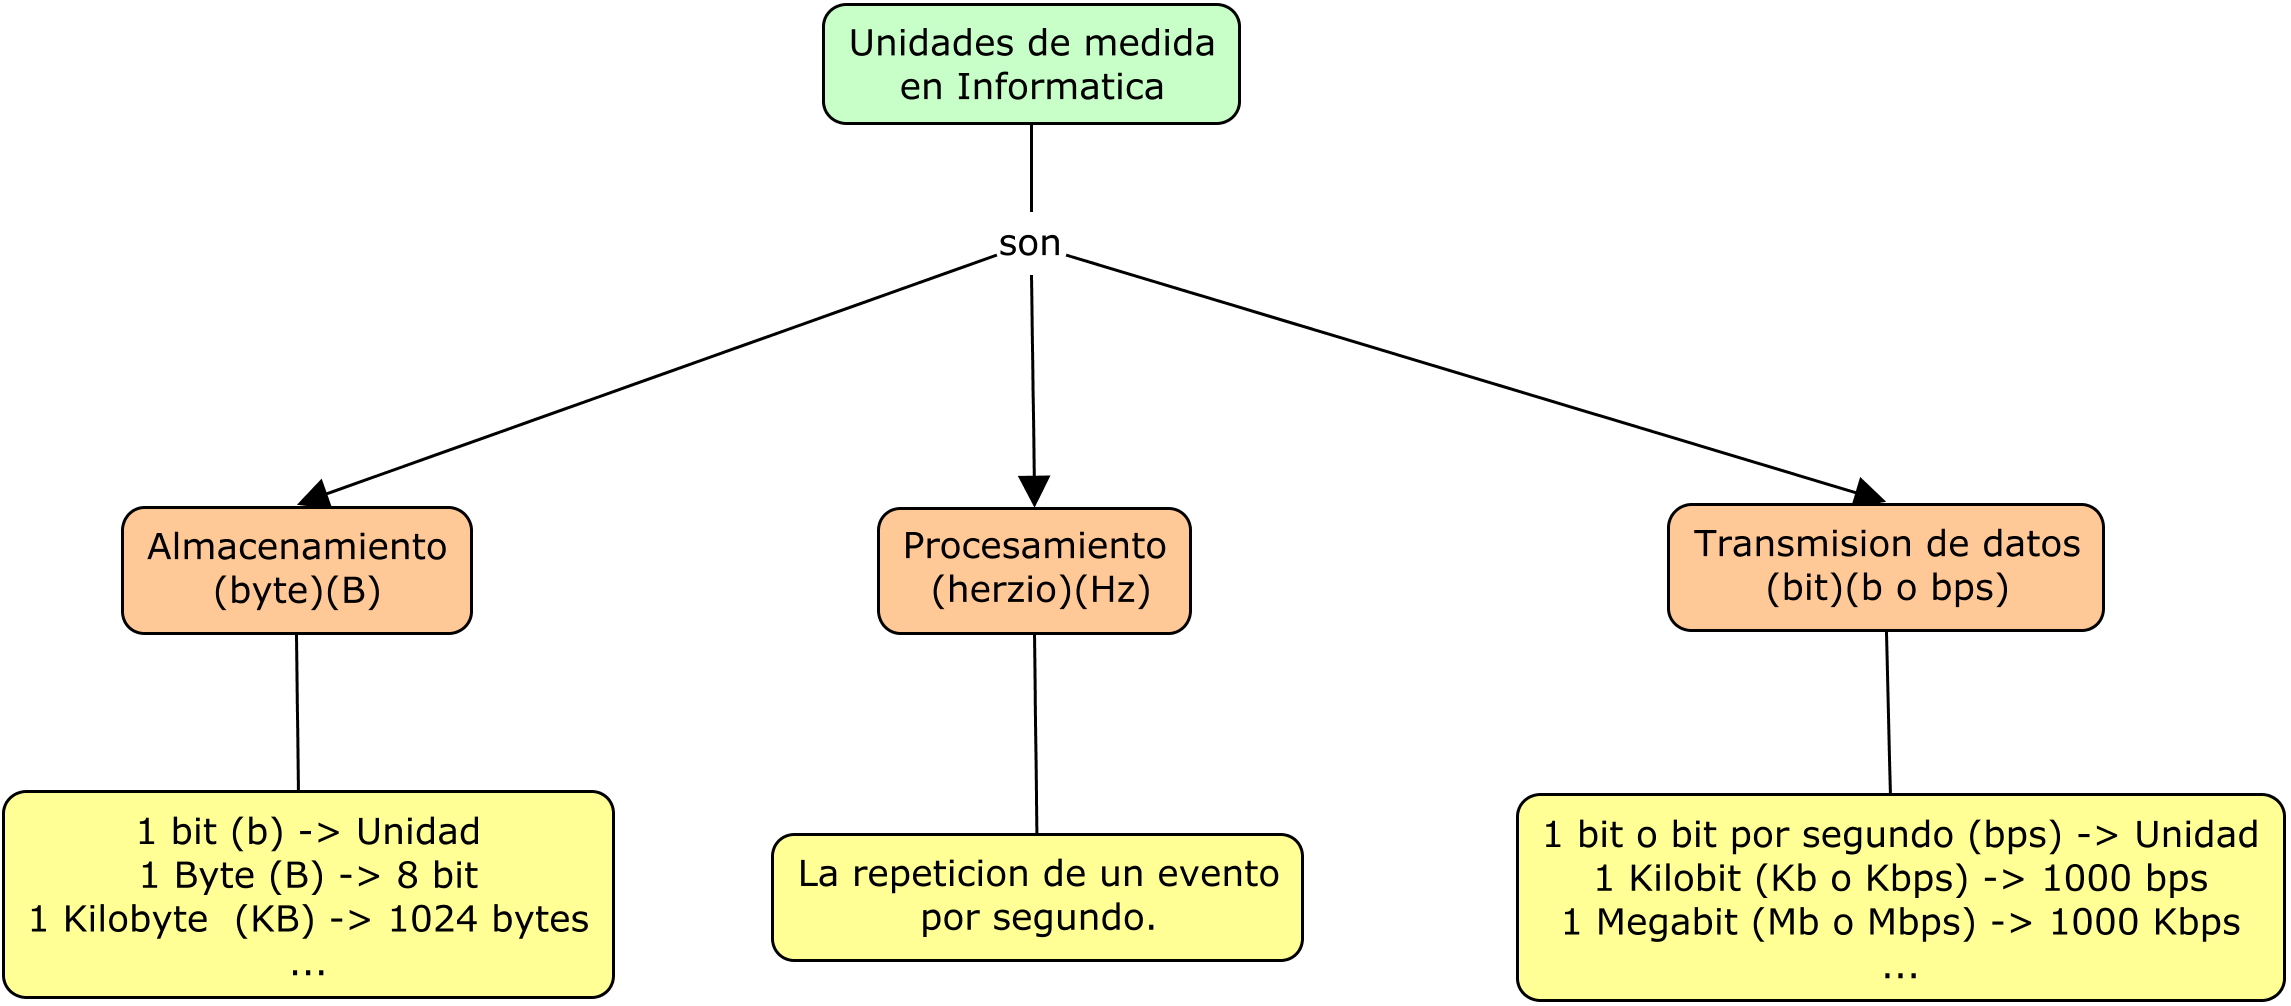 Unidades de medida
en Informatica
son
Almacenamiento
(byte)(B)
Procesamiento
(herzio)(Hz)
Transmision de datos
(bit)(b o bps)
1 bit (b) -> Unidad
1 Byte (B) -> 8 bit
1 Kilobyte  (KB) -> 1024 bytes
...
La repeticion de un evento
por segundo.
1 bit o bit por segundo (bps) -> Unidad
1 Kilobit (Kb o Kbps) -> 1000 bps
1 Megabit (Mb o Mbps) -> 1000 Kbps
...